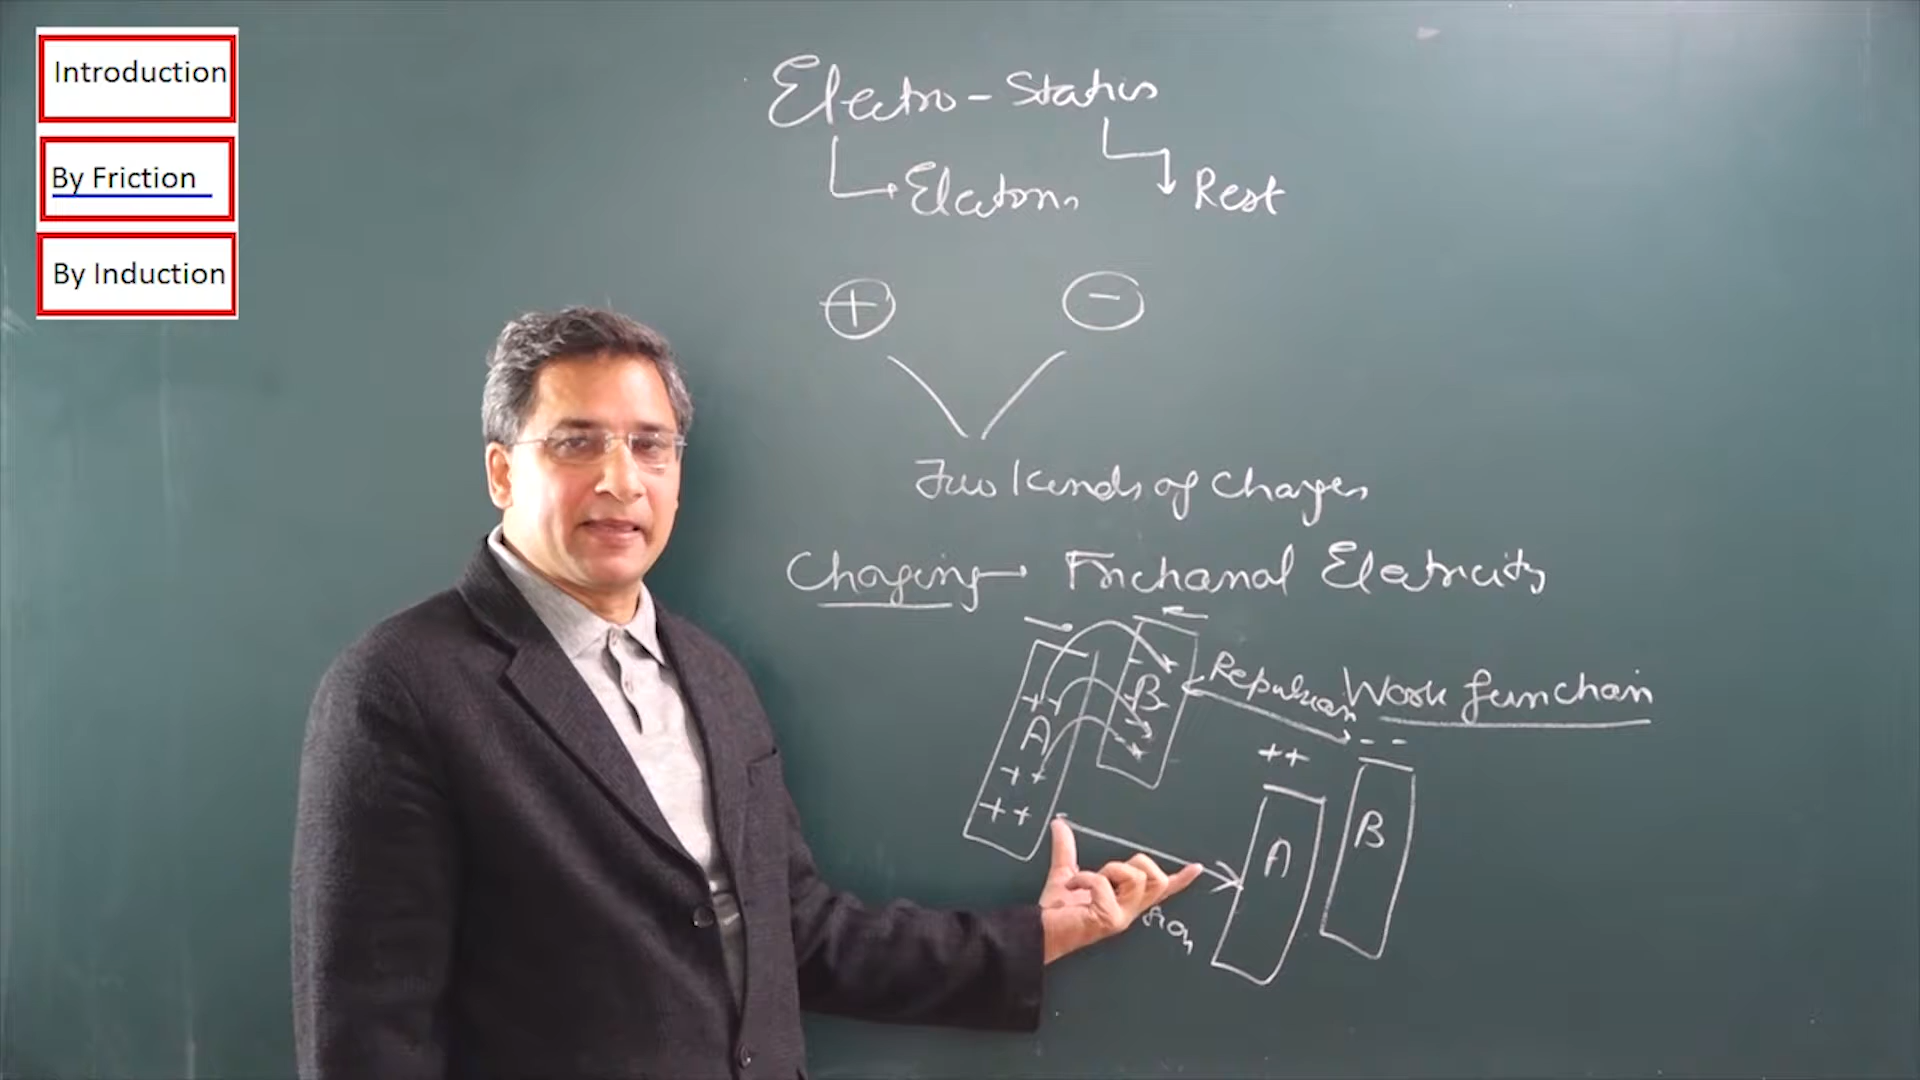 Introduction
By Friction
By Induction
Electro-Statics
Electrons
Rest
+
-
Two kinds of charges
Charging → Frictional Electricity
Repulsion
Work function
A
B
++
++
++
++
--
A
B